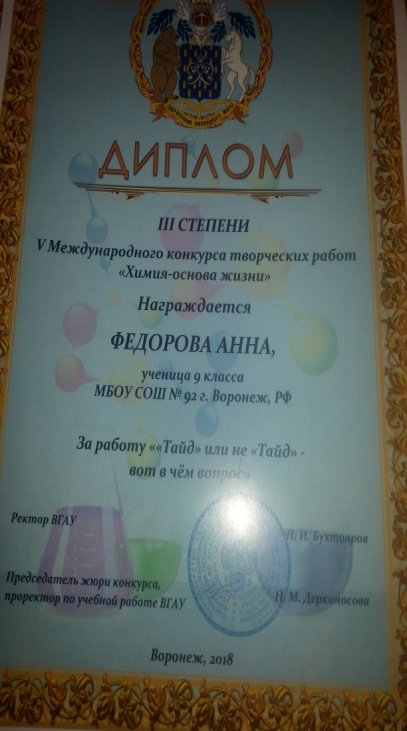 ДИПЛОМ
III СТЕПЕНИ
V Международного конкурса творческих работ
«Химия-основа жизни»
Награждается
ФЕДОРОВА АННА,
ученица 9 класса
МБОУ СОШ № 92 г. Воронеж, РФ
За работу ««Тайд» или не «Тайд» -
вот в чём вопрос»
Ректор ВГАУ
Н. И. Бухтояров
Председатель жюри конкурса,
проректор по учебной работе ВГАУ
Н. М. Дерканосова
Воронеж, 2018